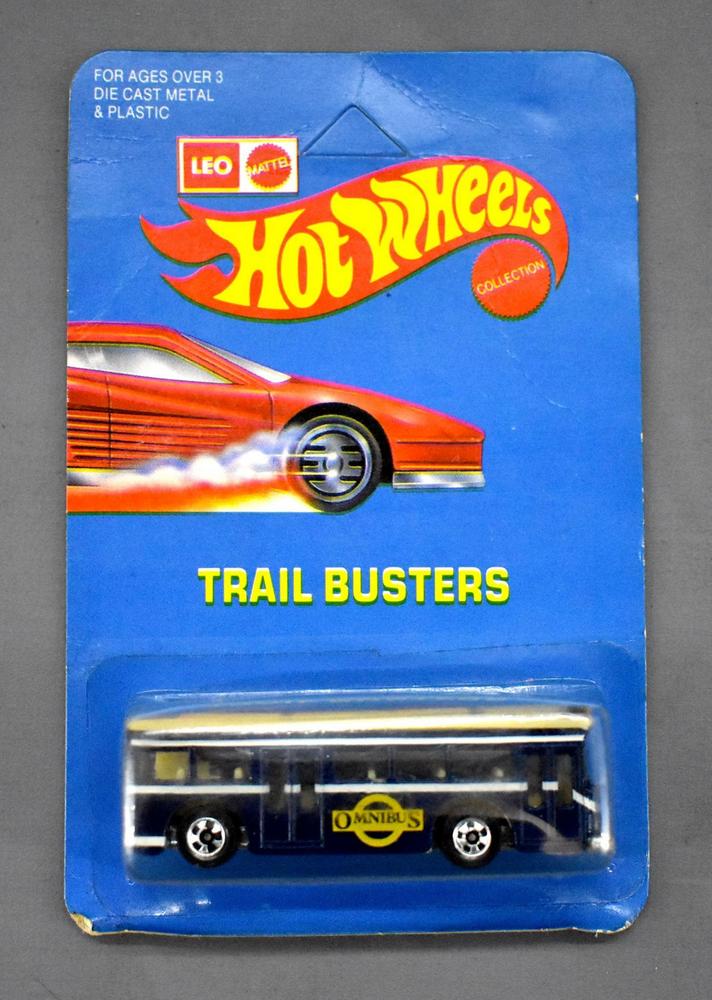 FOR AGES OVER 3
DIE CAST METAL
& PLASTIC
LEO
MATTEL
HOT WHEELS
COLLECTION
TRAIL BUSTERS
OMNIBUS